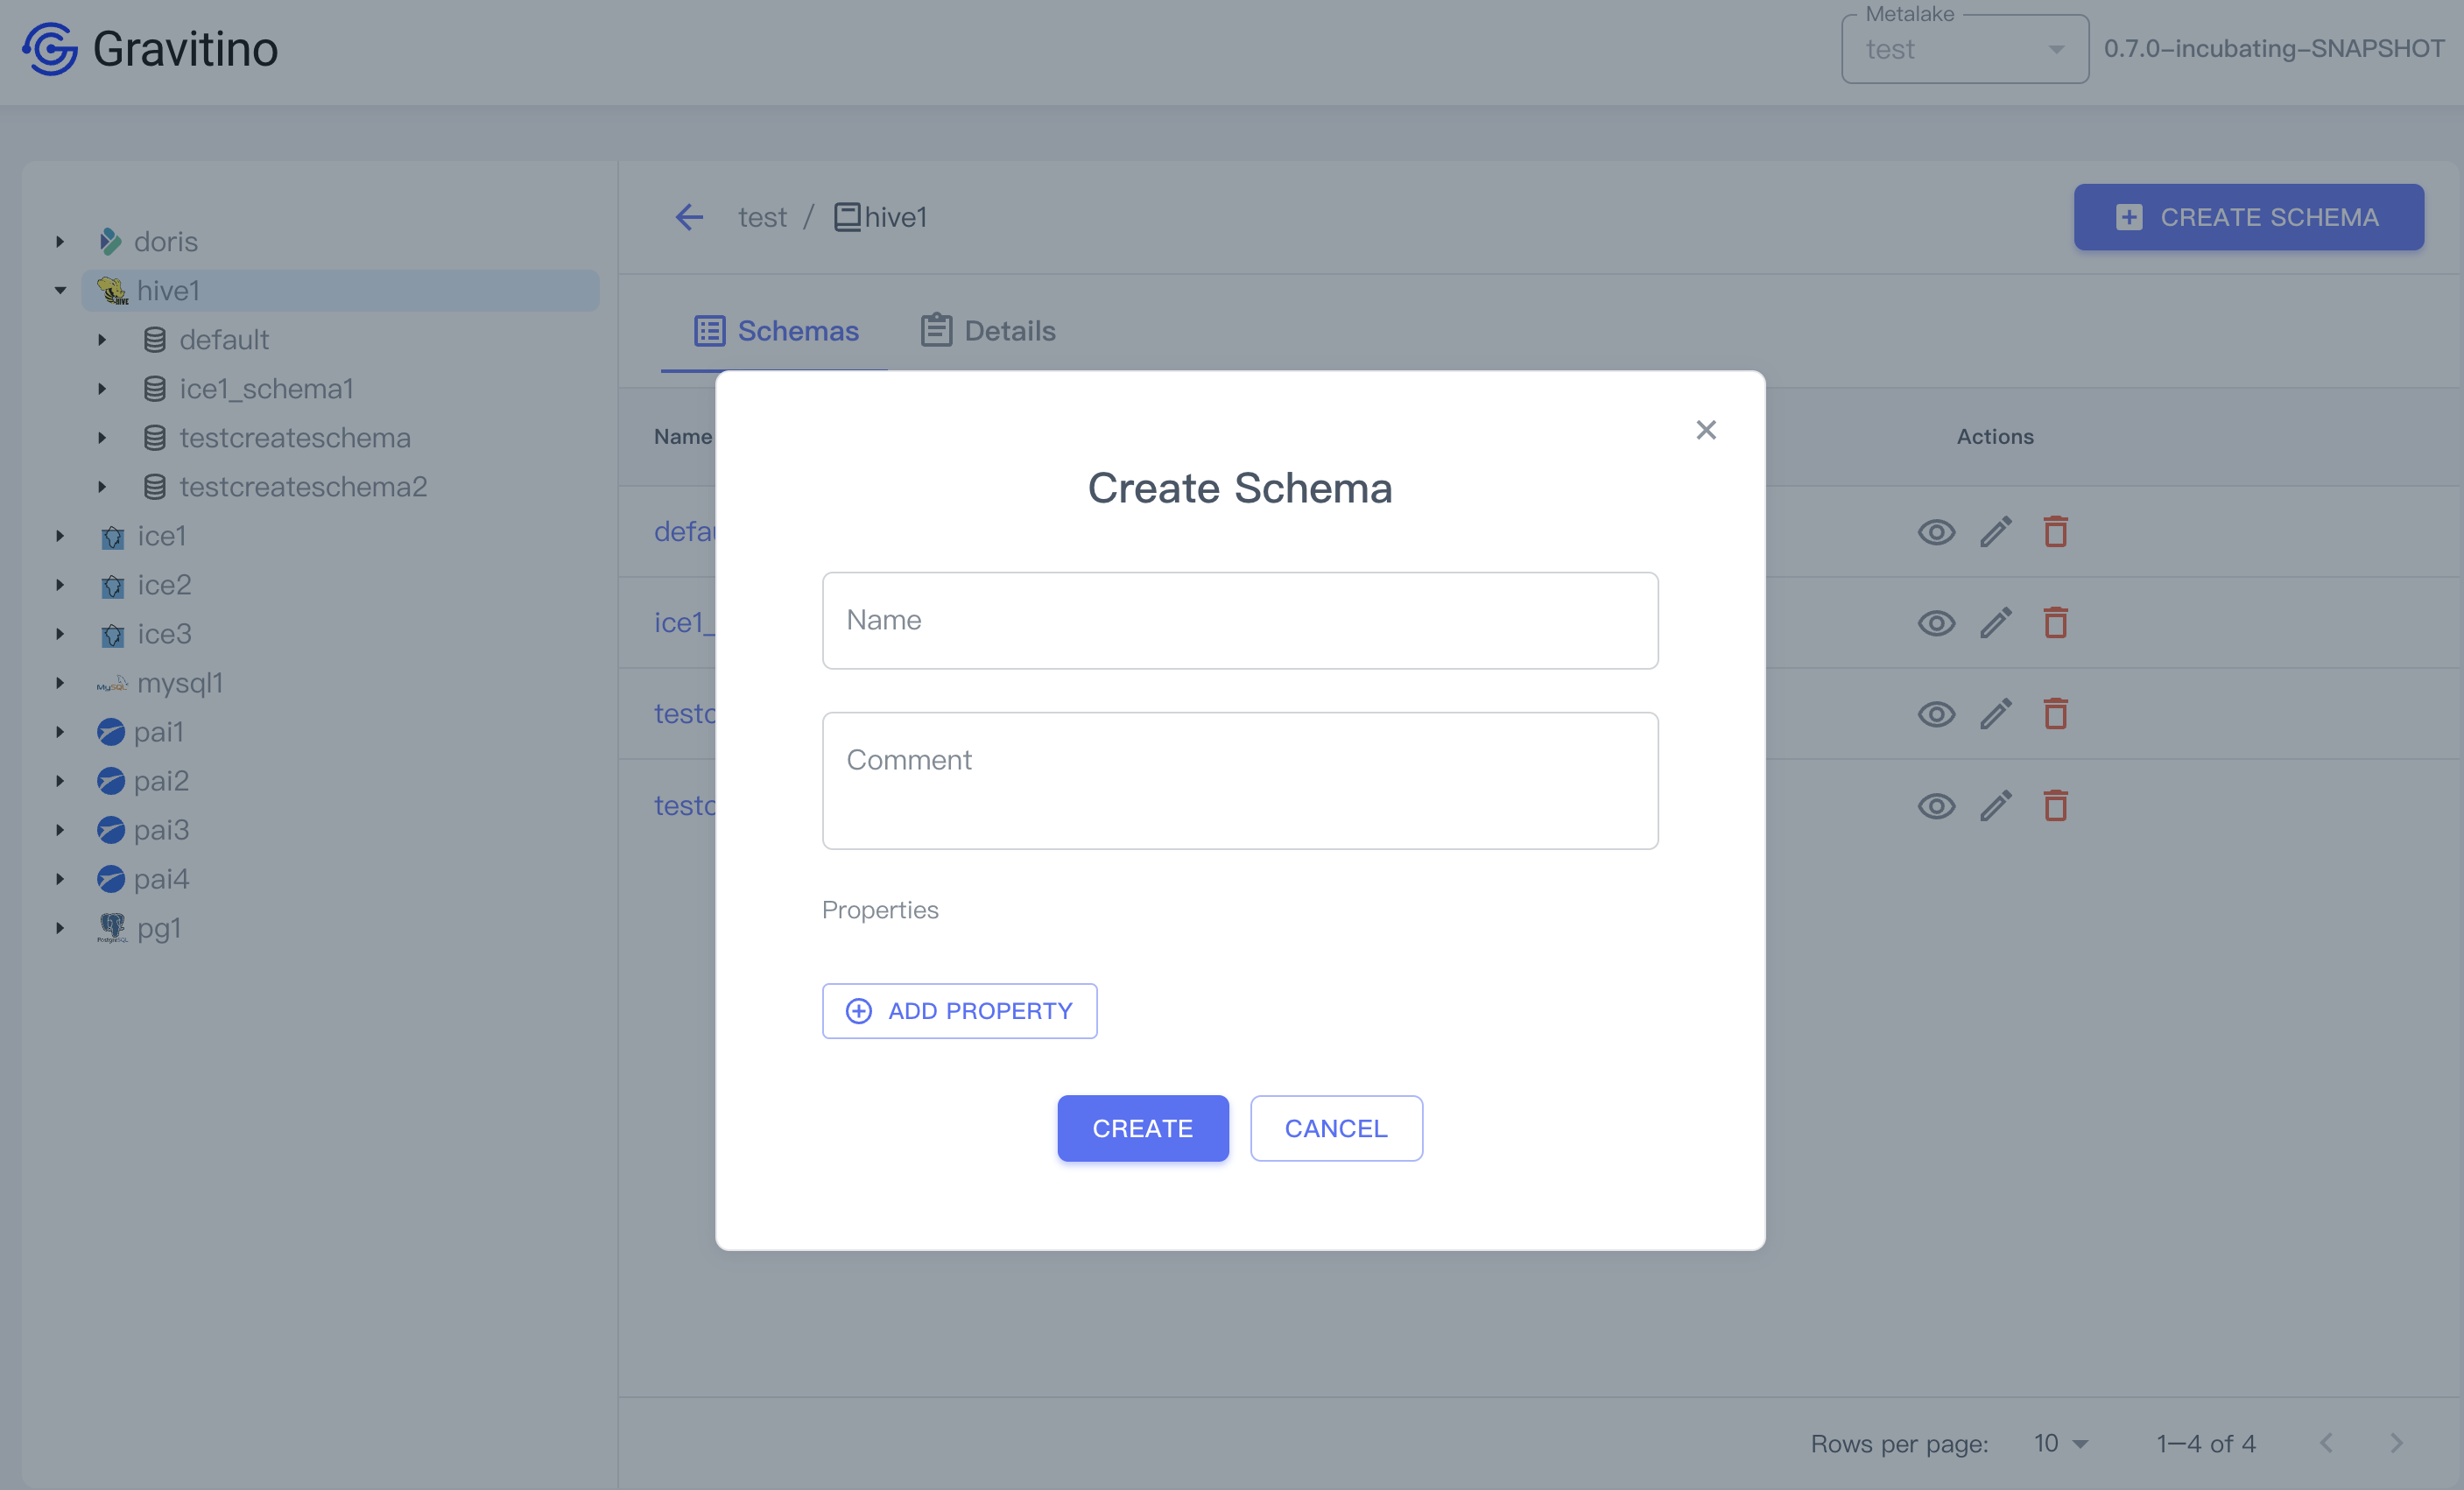 Gravitino
Metalake
test
0.7.0-incubating-SNAPSHOT
doris
hive1
default
ice1_schema1
testcreateschema
testcreateschema2
ice1
ice2
ice3
mysql1
pai1
pai2
pai3
pai4
pg1
test / hive1
CREATE SCHEMA
Schemas
Details
Name
Actions
defau
ice1_
testc
testc
Create Schema
Name
Comment
Properties
ADD PROPERTY
CREATE
CANCEL
Rows per page: 10 1–4 of 4